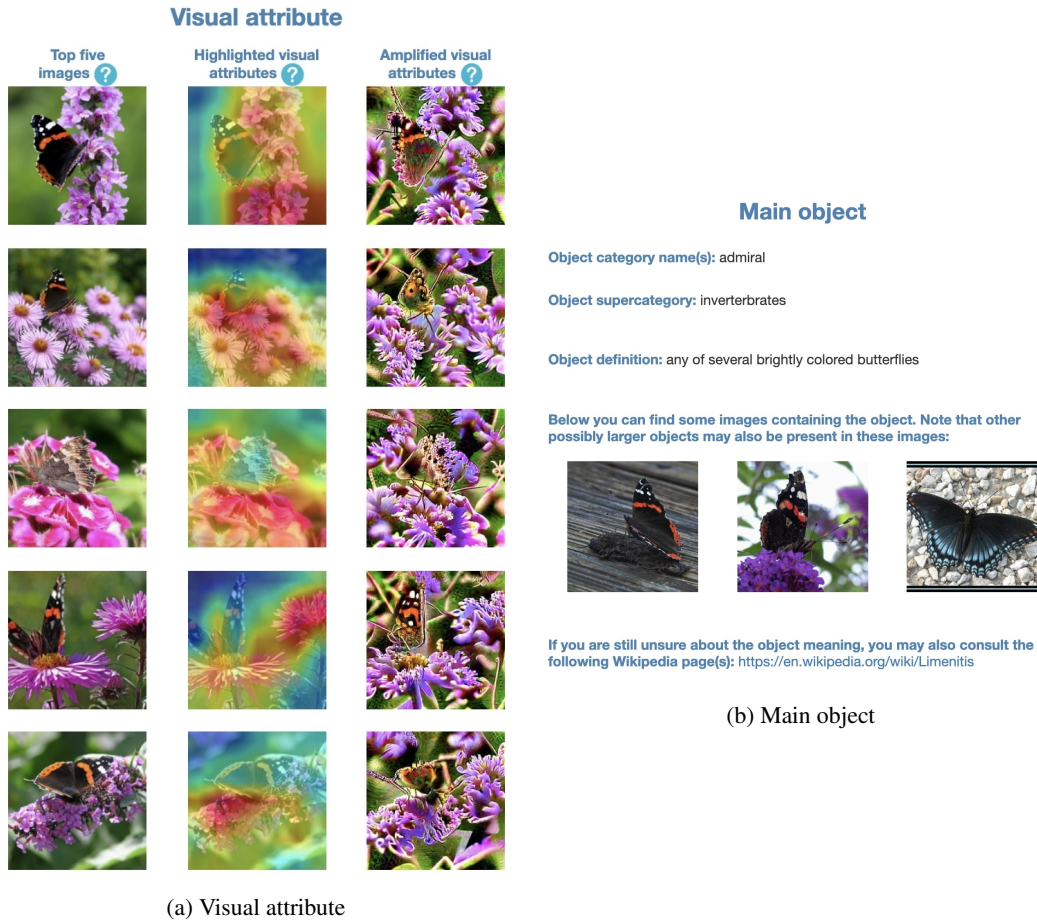 Visual attribute
Top five
images ?
Highlighted visual
attributes ?
Amplified visual
attributes ?
(a) Visual attribute
Main object
Object category name(s): admiral
Object supercategory: inverterbrates
Object definition: any of several brightly colored butterflies
Below you can find some images containing the object. Note that other
possibly larger objects may also be present in these images:
If you are still unsure about the object meaning, you may also consult the
following Wikipedia page(s): https://en.wikipedia.org/wiki/Limenitis
(b) Main object